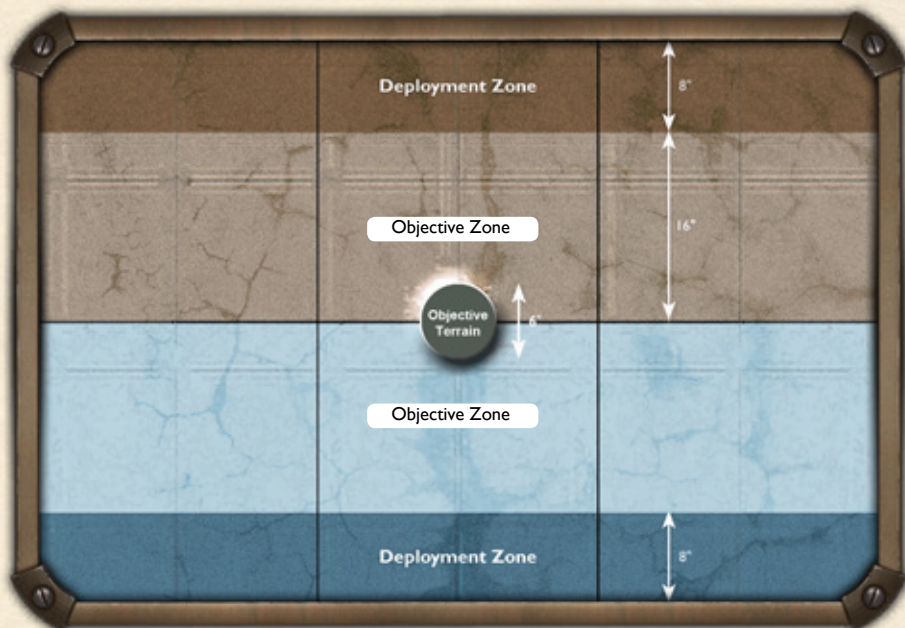 Deployment Zone
8"
Objective Zone
16"
Objective
Terrain
6"
Objective Zone
Deployment Zone
8"